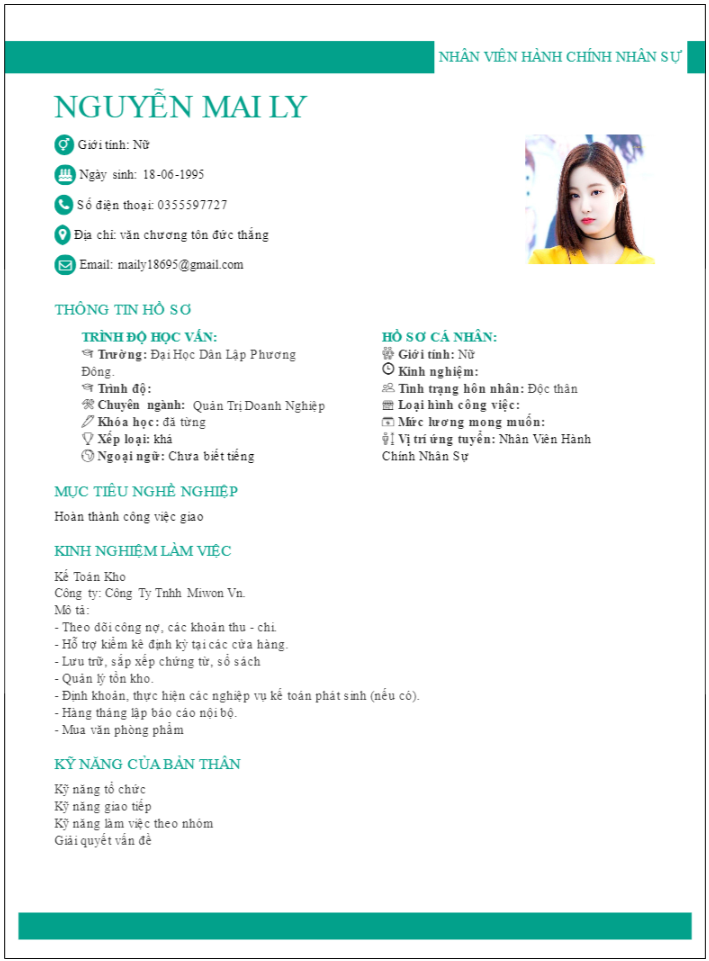 NHÂN VIÊN HÀNH CHÍNH NHÂN SỰ
NGUYỄN MAI LY
Giới tính: Nữ
Ngày sinh: 18-06-1995
Số điện thoại: 0355597727
Địa chỉ: văn chương tôn đức thắng
Email: maily18695@gmail.com
THÔNG TIN HỒ SƠ
TRÌNH ĐỘ HỌC VẤN:
Trường: Đại Học Dân Lập Phương
Đông.
Trình độ:
Chuyên ngành: Quản Trị Doanh Nghiệp
Khóa học: đã từng
Xếp loại: khá
Ngoại ngữ: Chưa biết tiếng
HỒ SƠ CÁ NHÂN:
Giới tính: Nữ
Kinh nghiệm:
Tình trạng hôn nhân: Độc thân
Loại hình công việc:
Mức lương mong muốn:
Vị trí ứng tuyển: Nhân Viên Hành
Chính Nhân Sự
MỤC TIÊU NGHỀ NGHIỆP
Hoàn thành công việc giao
KINH NGHIỆM LÀM VIỆC
Kế Toán Kho
Công ty: Công Ty Tnhh Miwon Vn.
Mô tả:
- Theo dõi công nợ, các khoản thu - chi.
- Hỗ trợ kiểm kê định kỳ tại các cửa hàng.
- Lưu trữ, sắp xếp chứng từ, sổ sách
- Quản lý tồn kho.
- Định khoản, thực hiện các nghiệp vụ kế toán phát sinh (nếu có).
- Hàng tháng lập báo cáo nội bộ.
- Mua văn phòng phẩm
KỸ NĂNG CỦA BẢN THÂN
Kỹ năng tổ chức
Kỹ năng giao tiếp
Kỹ năng làm việc theo nhóm
Giải quyết vấn đề